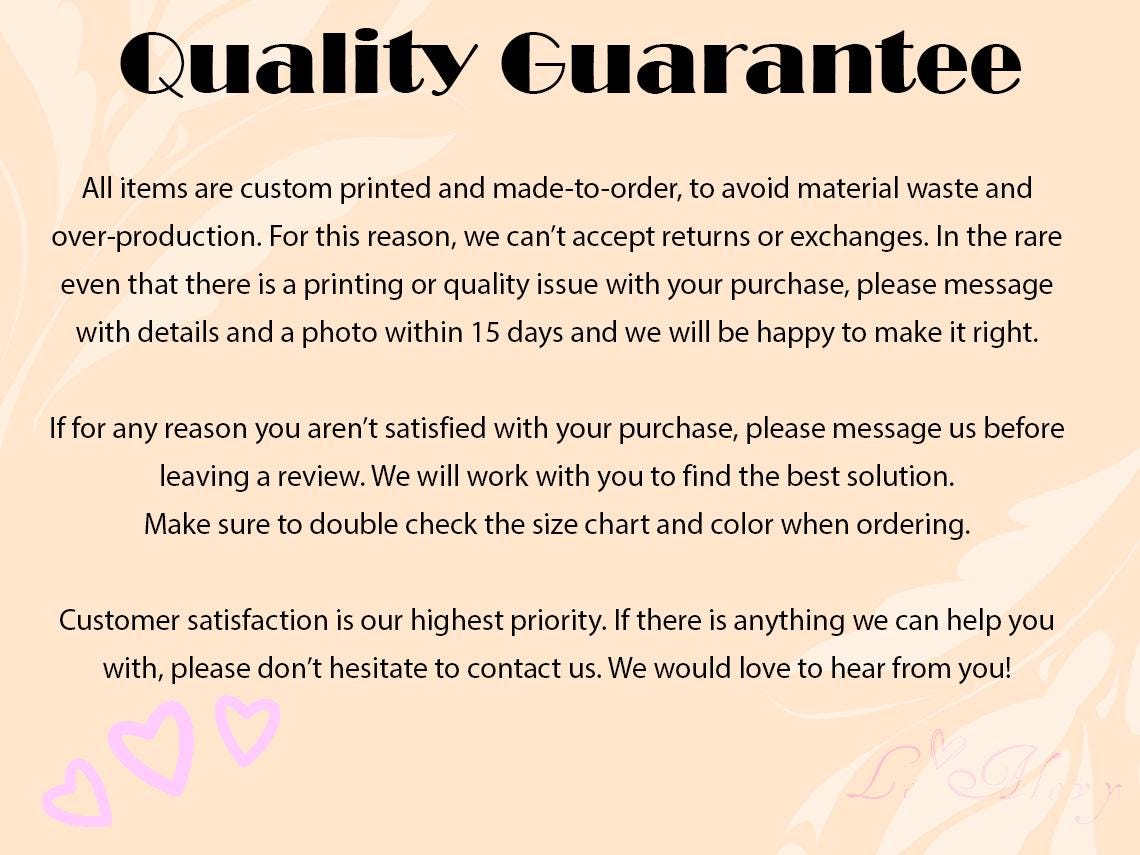 Quality Guarantee
All items are custom printed and made-to-order, to avoid material waste and
over-production. For this reason, we can’t accept returns or exchanges. In the rare
even that there is a printing or quality issue with your purchase, please message
with details and a photo within 15 days and we will be happy to make it right.
If for any reason you aren’t satisfied with your purchase, please message us before
leaving a review. We will work with you to find the best solution.
Make sure to double check the size chart and color when ordering.
Customer satisfaction is our highest priority. If there is anything we can help you
with, please don’t hesitate to contact us. We would love to hear from you!